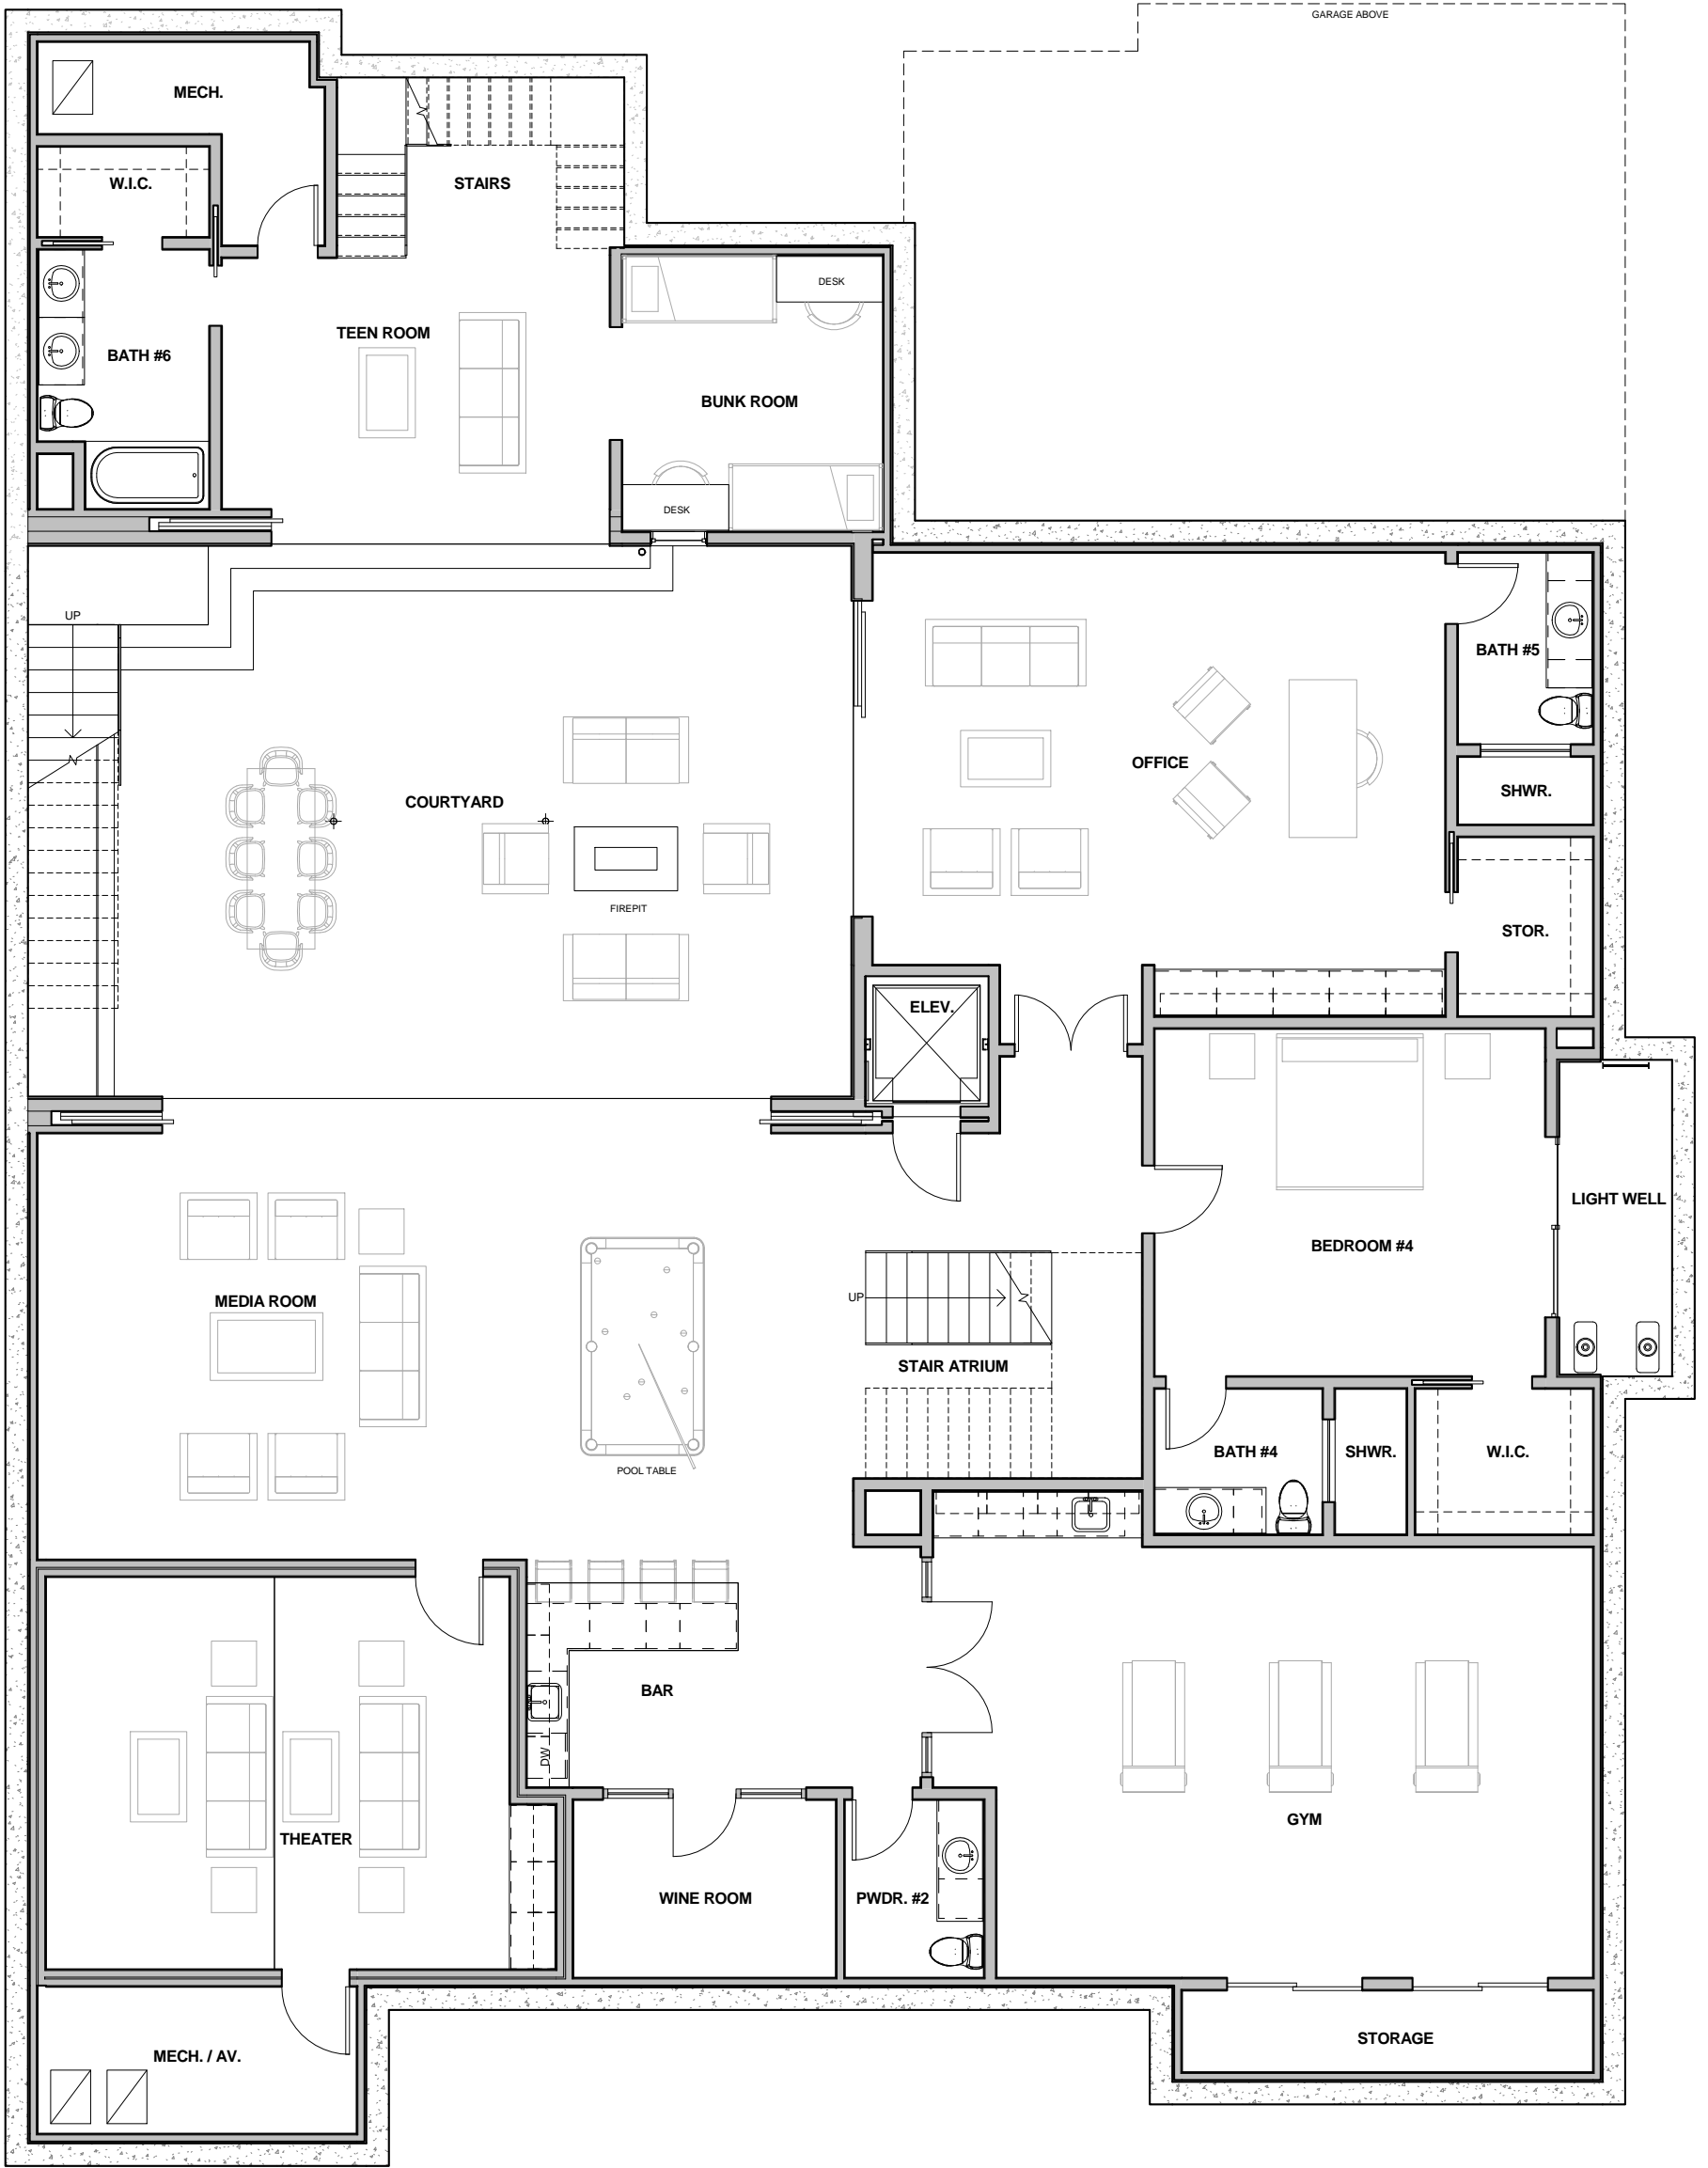 GARAGE ABOVE
MECH.
W.I.C.
STAIRS
DESK
TEEN ROOM
BATH #6
BUNK ROOM
DESK
UP
BATH #5
OFFICE
SHWR.
COURTYARD
FIREPIT
STOR.
ELEV.
LIGHT WELL
BEDROOM #4
MEDIA ROOM
UP
STAIR ATRIUM
BATH #4
SHWR.
W.I.C.
POOL TABLE
BAR
DW
GYM
THEATER
WINE ROOM
PWDR. #2
STORAGE
MECH. / AV.